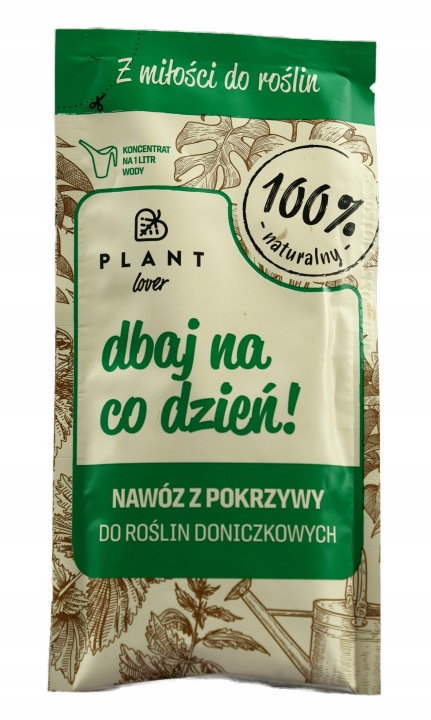 Z miłości do roślin
KONCENTRAT
NA 1 LITR
WODY
100%
- naturalny -
PLANT
lover
dbaj na
co dzień!
NAWÓZ Z POKRZYWY
DO ROŚLIN DONICZKOWYCH